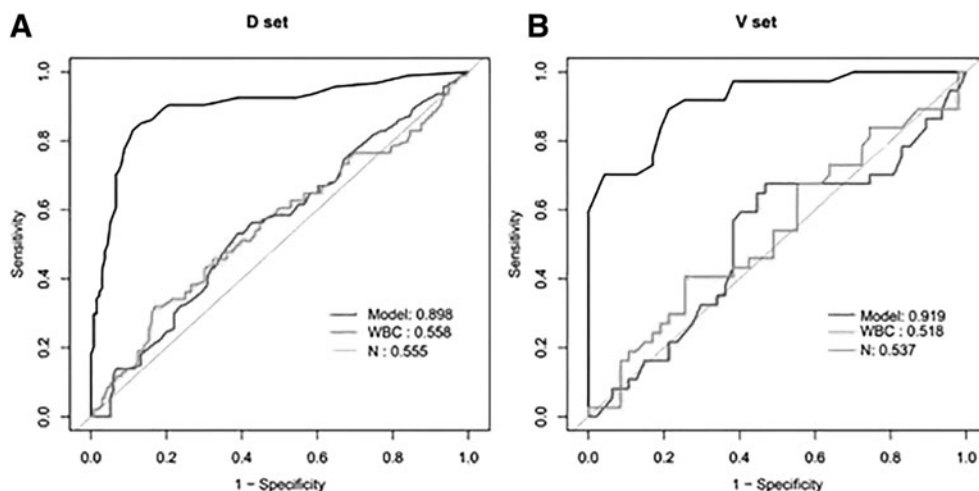 A
D set
Sensitivity
1.0
0.8
0.6
0.4
0.2
0.0
Model: 0.898
WBC : 0.558
N : 0.555
0.0 0.2 0.4 0.6 0.8 1.0
1 - Specificity
B
V set
Sensitivity
1.0
0.8
0.6
0.4
0.2
0.0
Model: 0.919
WBC : 0.518
N: 0.537
0.0 0.2 0.4 0.6 0.8 1.0
1 - Specificity